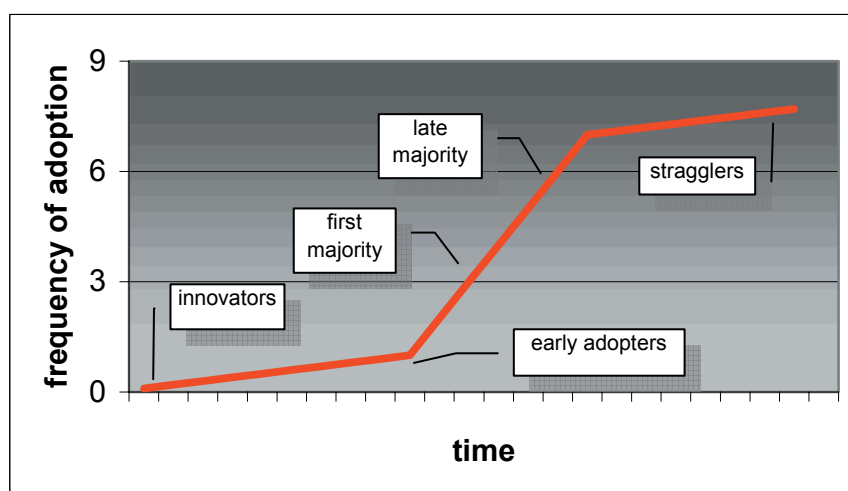 frequency of adoption
9
6
3
0
late
majority
stragglers
first
majority
innovators
early adopters
time